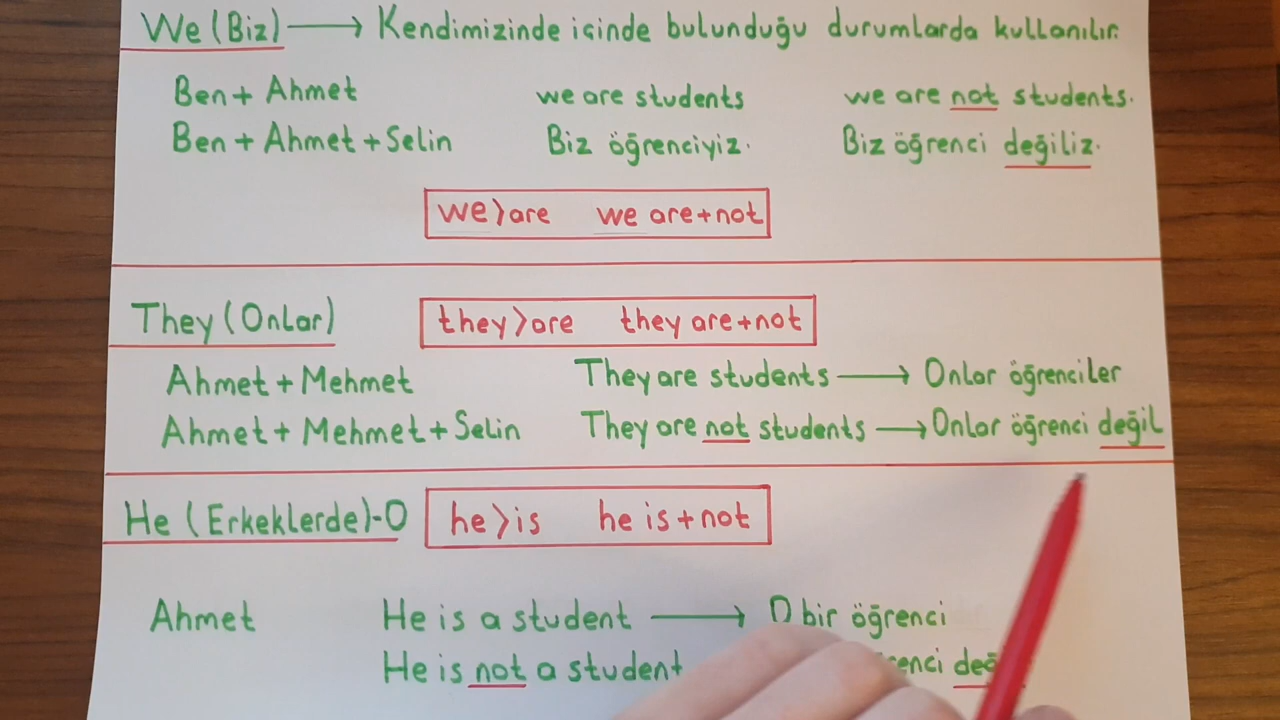 We (Biz) → Kendimizinde içinde bulunduğu durumlarda kullanılır.
Ben + Ahmet we are students we are not students.
Ben + Ahmet + Selin Biz öğrenciyiz. Biz öğrenci değiliz.
we > are we are + not
They (Onlar) they > are they are + not
Ahmet + Mehmet They are students → Onlar öğrenciler
Ahmet + Mehmet + Selin They are not students → Onlar öğrenci değil
He (Erkeklerde) - O he > is he is + not
Ahmet He is a student → O bir öğrenci
He is not a student